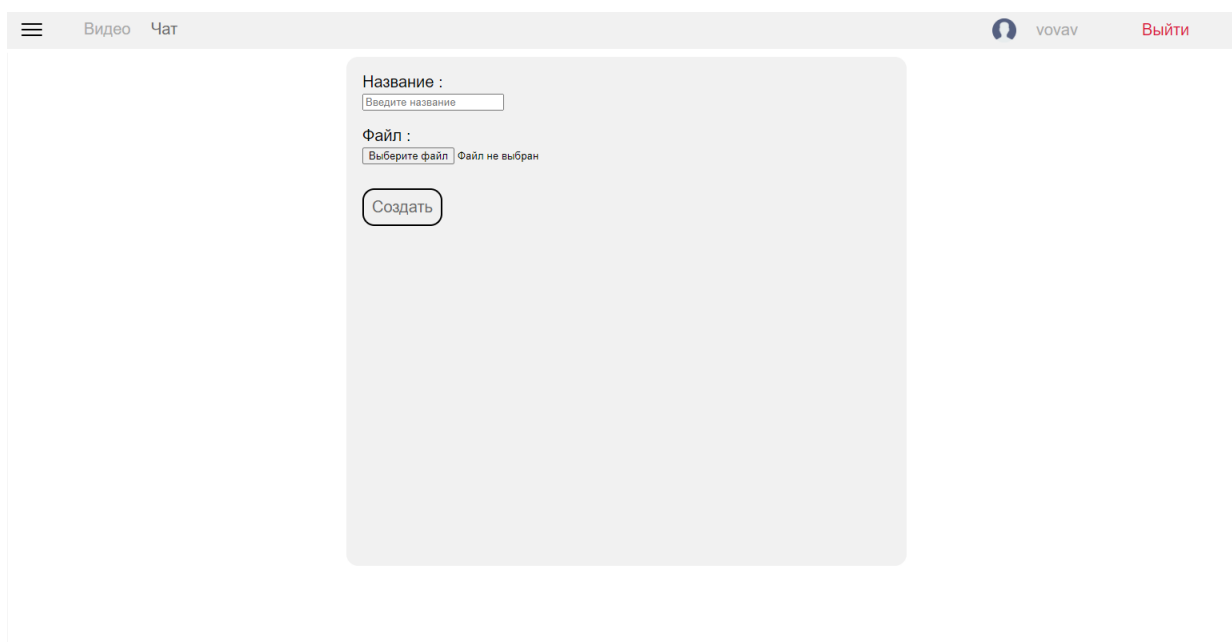 Видео Чат vovav Выйти
Название :
Введите название
Файл :
Выберите файл Файл не выбран
Создать